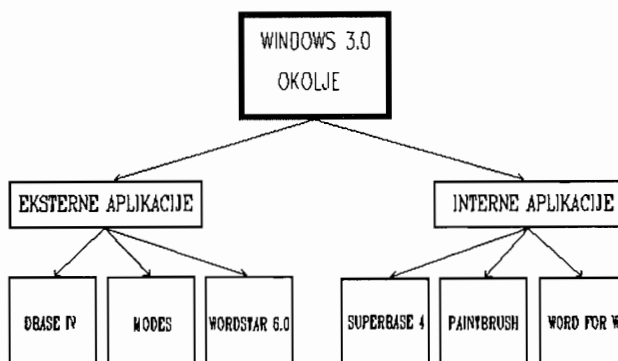 WINDOWS 3.0
OKOLJE
EKSTERNE APLIKACIJE
INTERNE APLIKACIJE
DBASE IV
MODES
WORDSTAR 6.0
SUPERBASE 4
PAINTBRUSH
WORD FOR W